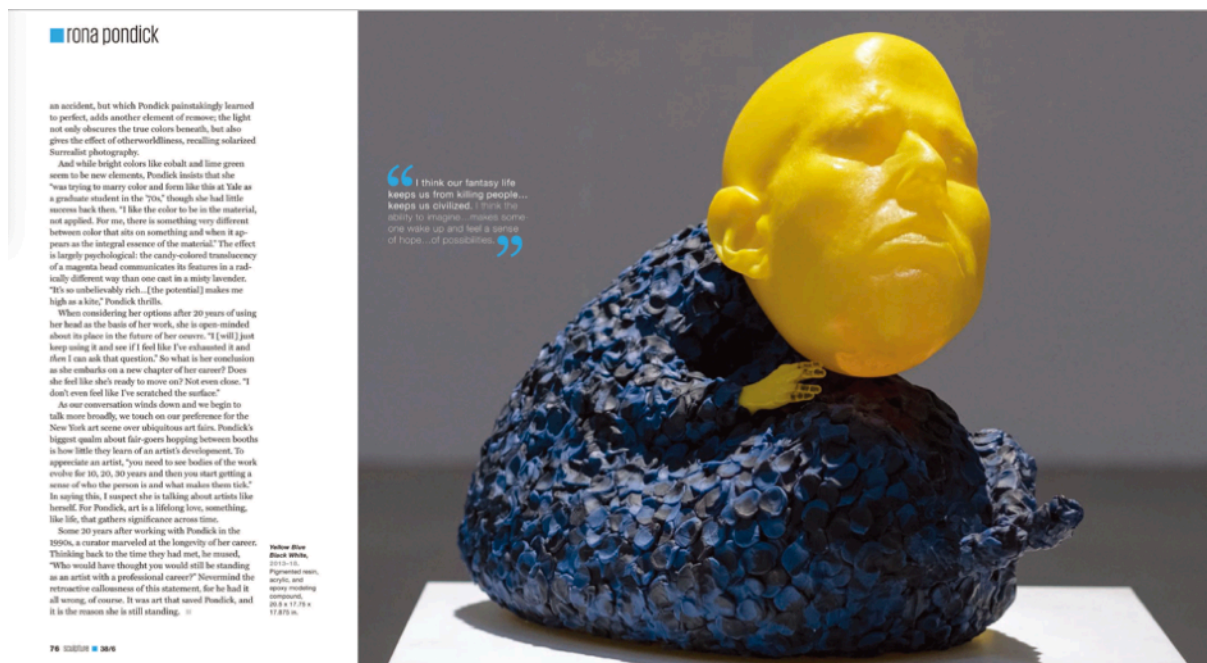 rona pondick
an accident, but which Pondick painstakingly learned
to perfect, adds another element of remove; the light
not only obscures the true colors beneath, but also
gives the effect of otherworldliness, recalling solarized
Surrealist photography.
And while bright colors like cobalt and lime green
seem to be new elements, Pondick insists that she
“was trying to marry color and form like this at Yale as
a graduate student in the ’70s,” though she had little
success back then. “I like the color to be in the material,
not applied. For me, there is something very different
between color that sits on something and when it ap-
pears as the integral essence of the material.” The effect
is largely psychological: the candy-colored translucency
of a magenta head communicates its features in a rad-
ically different way than one cast in a misty lavender.
“It’s so unbelievably rich...[the potential] makes me
high as a kite,” Pondick thrills.
When considering her options after 20 years of using
her head as the basis of her work, she is open-minded
about its place in the future of her oeuvre. “I [will] just
keep using it and see if I feel like I’ve exhausted it and
then I can ask that question.” So what is her conclusion
as she embarks on a new chapter of her career? Does
she feel like she’s ready to move on? Not even close. “I
don’t even feel like I’ve scratched the surface.”
As our conversation winds down and we begin to
talk more broadly, we touch on our preference for the
New York art scene over ubiquitous art fairs. Pondick’s
biggest qualm about fair-goers hopping between booths
is how little they learn of an artist’s development. To
appreciate an artist, “you need to see bodies of the work
evolve for 10, 20, 30 years and then you start getting a
sense of who the person is and what makes them tick.”
In saying this, I suspect she is talking about artists like
herself. For Pondick, art is a lifelong love, something,
like life, that gathers significance across time.
Some 20 years after working with Pondick in the
1990s, a curator marveled at the longevity of her career.
Thinking back to the time they had met, he mused,
“Who would have thought you would still be standing
as an artist with a professional career?” Nevermind the
retroactive callousness of this statement, for he had it
all wrong, of course. It was art that saved Pondick, and
it is the reason she is still standing.
Yellow Blue
Black White,
Pigmented resin,
acrylic, and
epoxy modeling
compound,
17.875 in.
“I think our fantasy life
keeps us from killing people...
keeps us civilized. I think the
ability to imagine...makes some
one wake up and feel a sense
of hope...of possibilities.”
76 sculpture 38/6